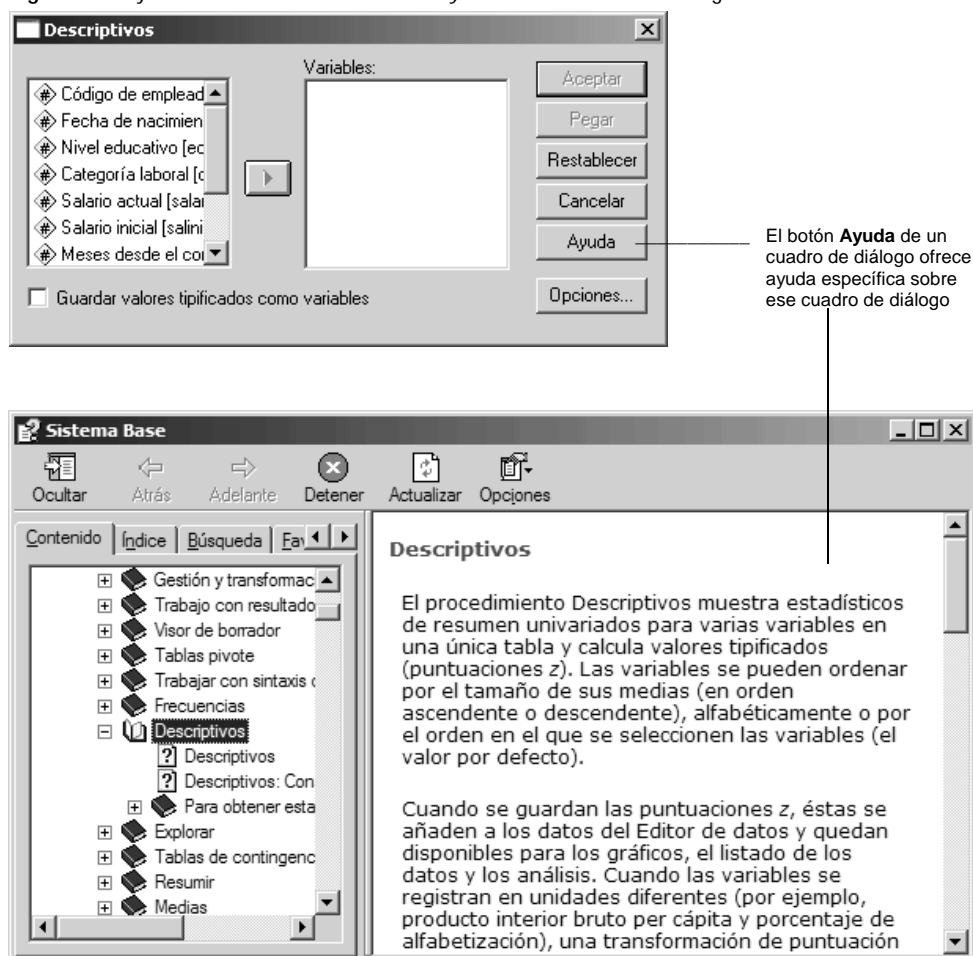 Descriptivos
Variables:
Código de emplead
Fecha de nacimien
Nivel educativo [ec
Categoría laboral [c
Salario actual [salar
Salario inicial [salini
Meses desde el cor
Aceptar
Pegar
Restablecer
Cancelar
Ayuda
Opciones...
Guardar valores tipificados como variables
El botón Ayuda de un
cuadro de diálogo ofrece
ayuda específica sobre
ese cuadro de diálogo
Sistema Base
Ocultar Atrás Adelante Detener Actualizar Opciones
Contenido Índice Búsqueda Fav
Gestión y transformac
Trabajo con resultado
Visor de borrador
Tablas pivote
Trabajar con sintaxis c
Frecuencias
Descriptivos
Descriptivos
Descriptivos: Con
Para obtener esta
Explorar
Tablas de contingenc
Resumir
Medias
Descriptivos
El procedimiento Descriptivos muestra estadísticos
de resumen univariados para varias variables en
una única tabla y calcula valores tipificados
(puntuaciones z). Las variables se pueden ordenar
por el tamaño de sus medias (en orden
ascendente o descendente), alfabéticamente o por
el orden en el que se seleccionen las variables (el
valor por defecto).
Cuando se guardan las puntuaciones z, éstas se
añaden a los datos del Editor de datos y quedan
disponibles para los gráficos, el listado de los
datos y los análisis. Cuando las variables se
registran en unidades diferentes (por ejemplo,
producto interior bruto per cápita y porcentaje de
alfabetización), una transformación de puntuación